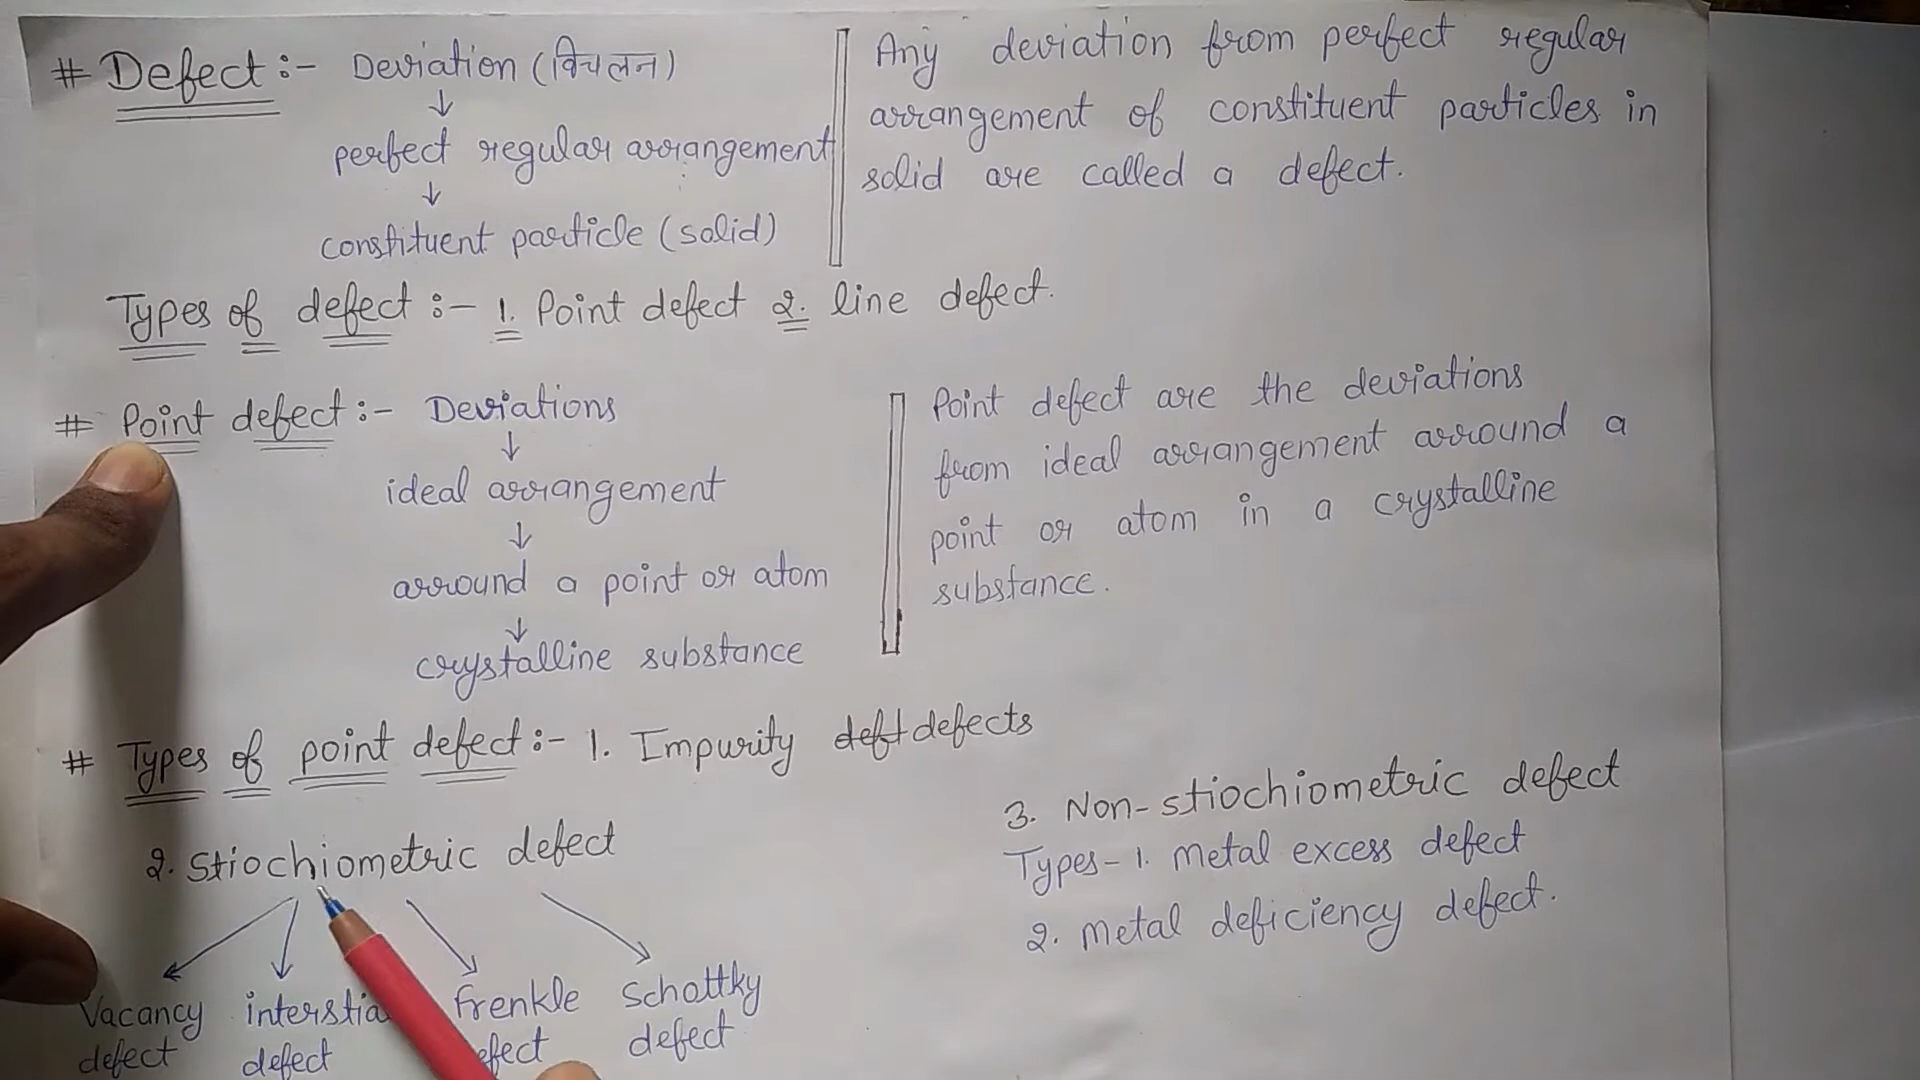 # Defect :- Deviation (विचलन)
↓
perfect regular arrangement
↓
constituent particle (solid)
Any deviation from perfect regular
arrangement of constituent particles in
solid are called a defect.
Types of defect :- 1. Point defect 2. line defect.
# Point defect :- Deviations
↓
ideal arrangement
↓
arround a point or atom
↓
crystalline substance
Point defect are the deviations
from ideal arrangement arround a
point or atom in a crystalline
substance.
# Types of point defect :- 1. Impurity deft defects
2. Stiochiometric defect
Vacancy defect
interstia defect
frenkle efect
Schottky defect
3. Non-stiochiometric defect
Types- 1. Metal excess defect
2. Metal deficiency defect.